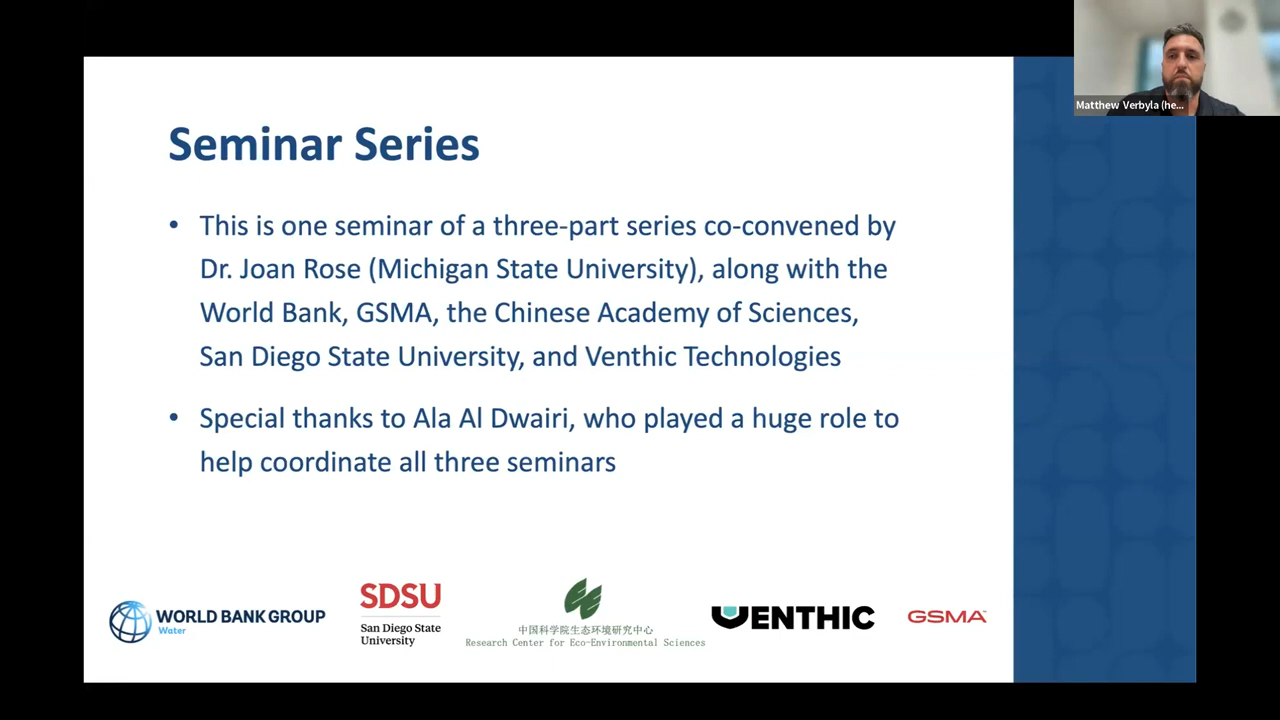 Matthew Verbyla (he...
Seminar Series
• This is one seminar of a three-part series co-convened by
Dr. Joan Rose (Michigan State University), along with the
World Bank, GSMA, the Chinese Academy of Sciences,
San Diego State University, and Venthic Technologies
• Special thanks to Ala Al Dwairi, who played a huge role to
help coordinate all three seminars
WORLD BANK GROUP
Water
SDSU
San Diego State
University
中国科学院生态环境研究中心
Research Center for Eco-Environmental Sciences
VENTHIC
GSMA™